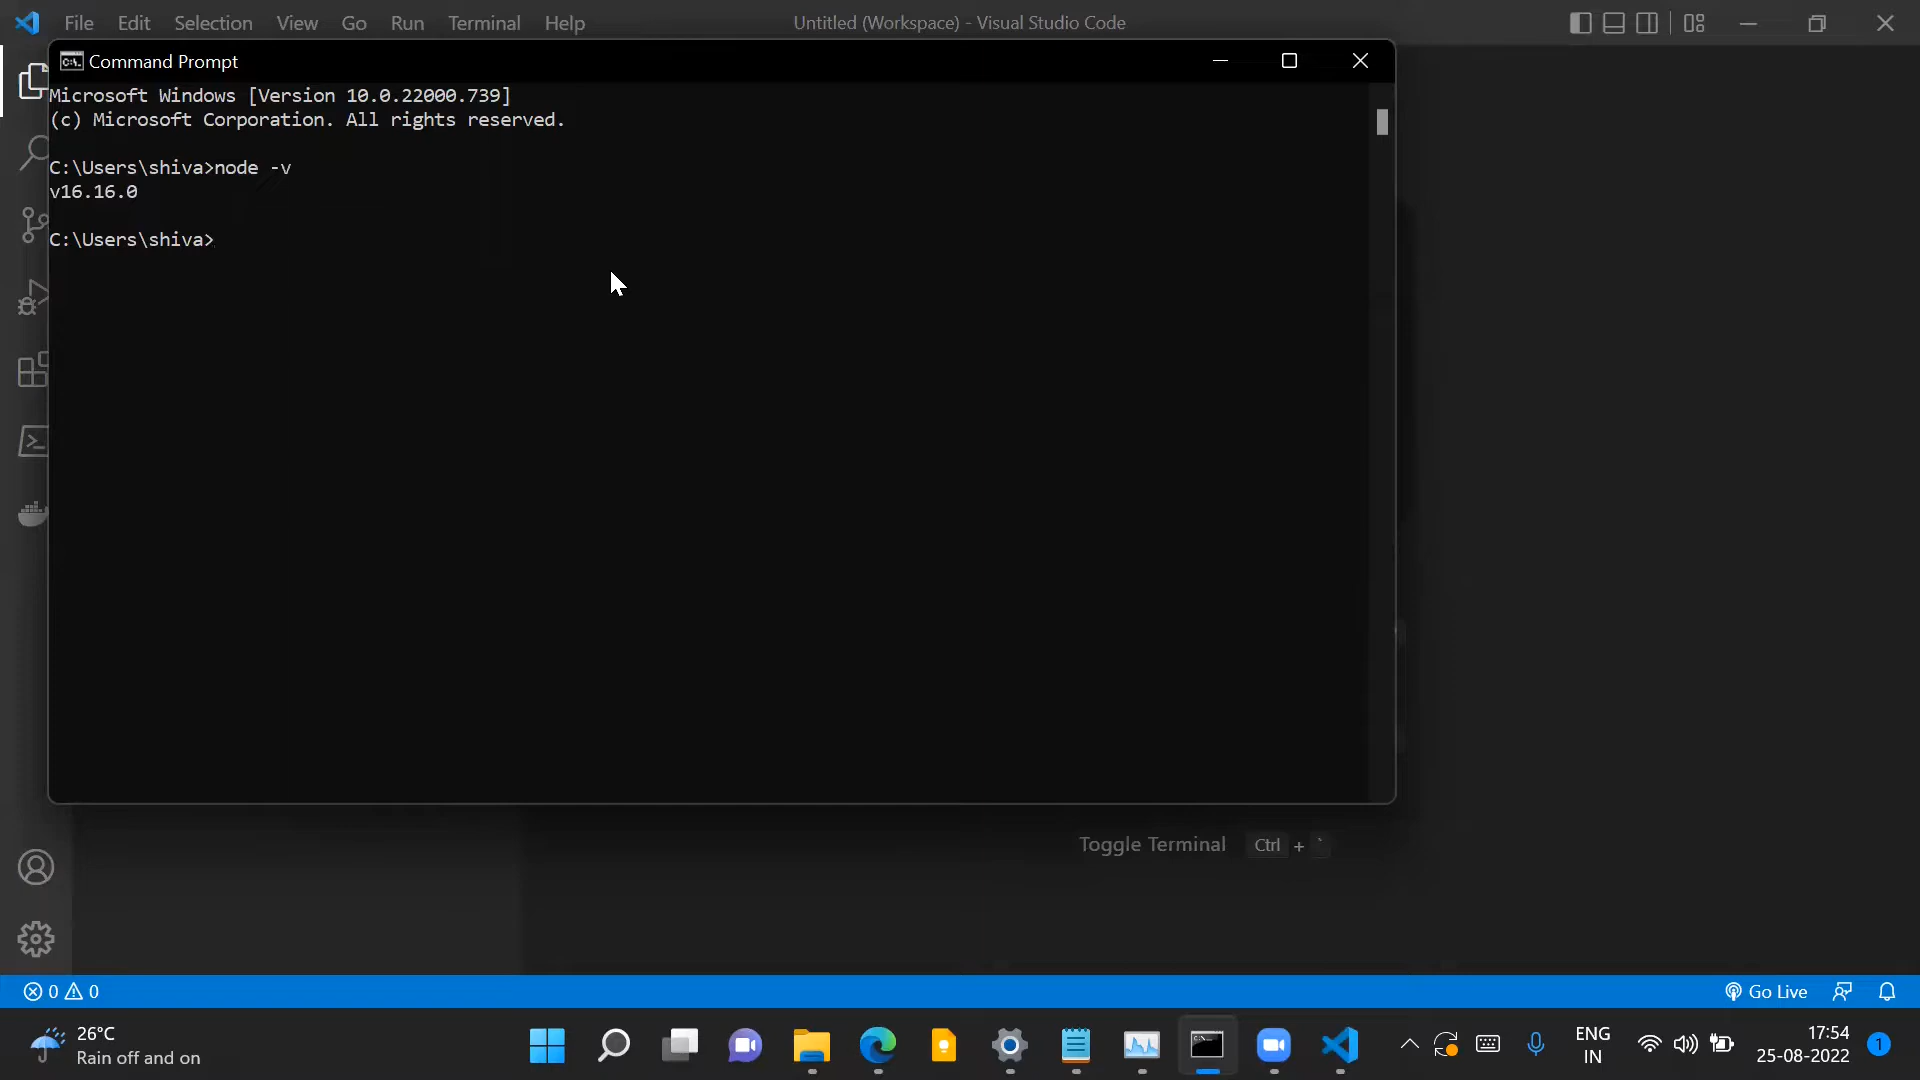 File Edit Selection View Go Run Terminal Help
Untitled (Workspace) - Visual Studio Code
Command Prompt
Microsoft Windows [Version 10.0.22000.739]
(c) Microsoft Corporation. All rights reserved.
C:\Users\shiva>node -v
v16.16.0
C:\Users\shiva>
Toggle Terminal Ctrl + `
0 0
Go Live
26°C
Rain off and on
ENG
IN
17:54
25-08-2022
1